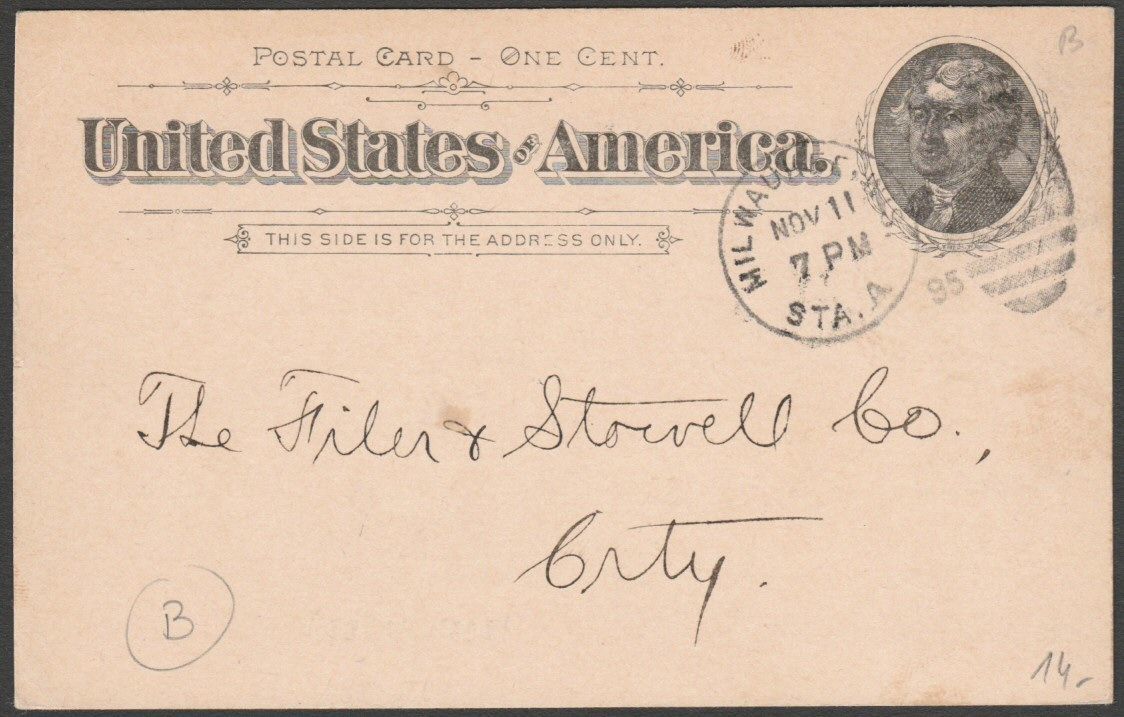 B
POSTAL CARD - ONE CENT.
United States OF America.
THIS SIDE IS FOR THE ADDRESS ONLY.
MILWAUKEE
NOV 11
7 PM
STA. A
95
The Filer & Stowell Co.,
City.
B
14-